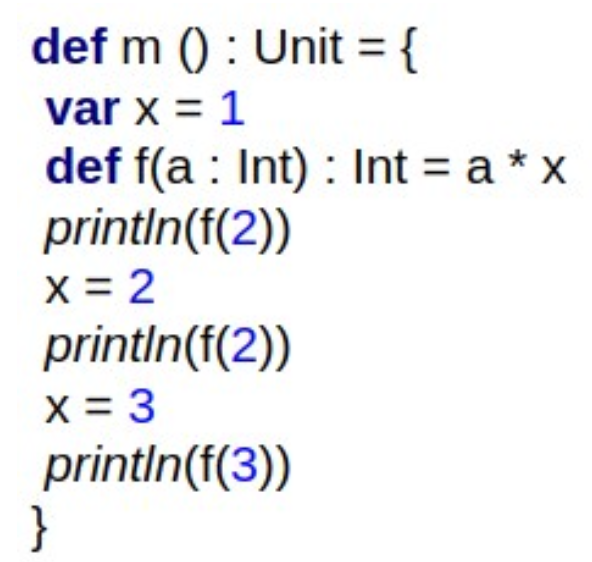 def m () : Unit = {
var x = 1
def f(a : Int) : Int = a * x
println(f(2))
x = 2
println(f(2))
x = 3
println(f(3))
}